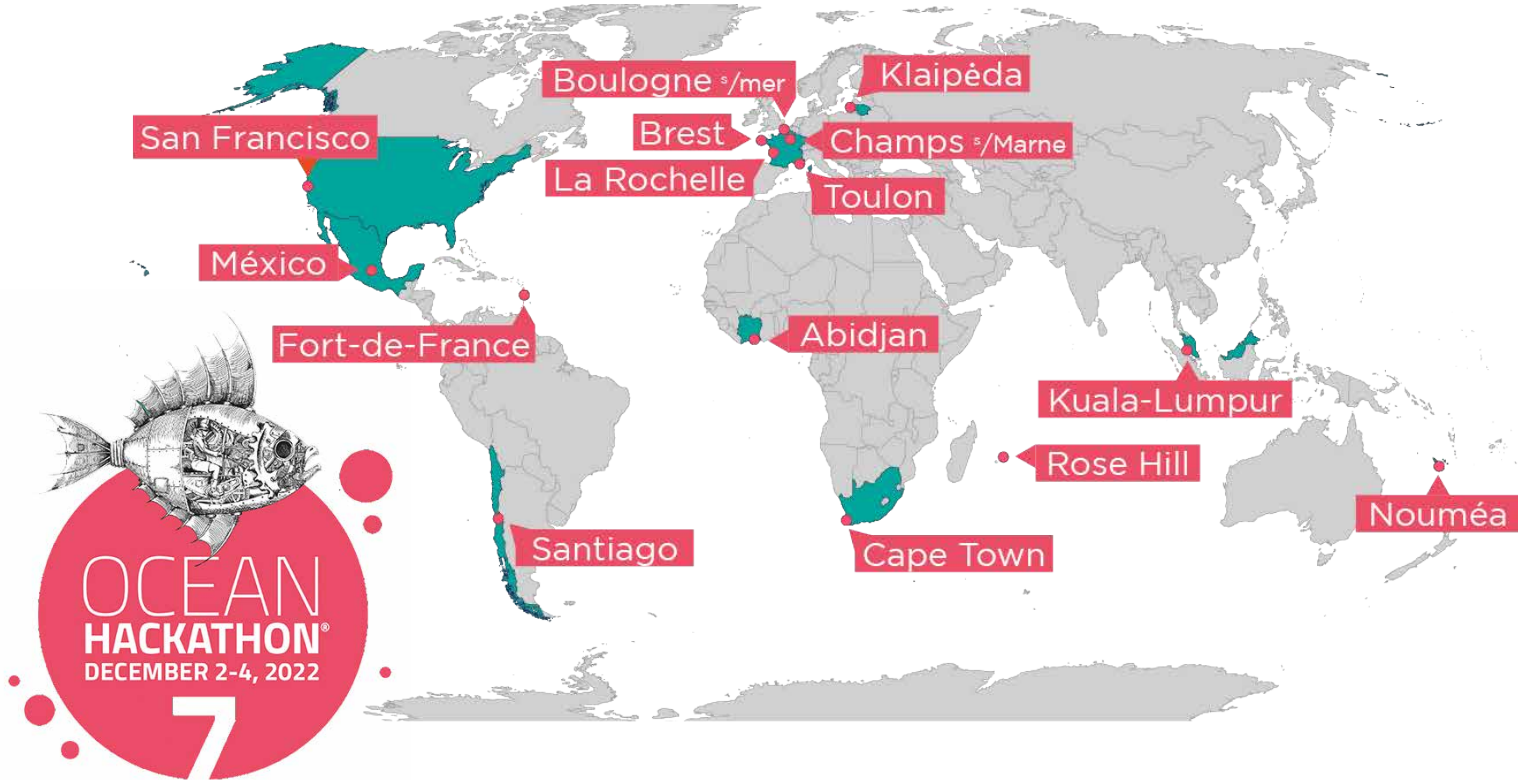 Boulogne s/mer
Klaipėda
San Francisco
Brest
Champs s/Marne
La Rochelle
Toulon
México
Fort-de-France
Abidjan
Kuala-Lumpur
Rose Hill
Nouméa
Santiago
Cape Town
OCEAN
HACKATHON®
DECEMBER 2-4, 2022
7